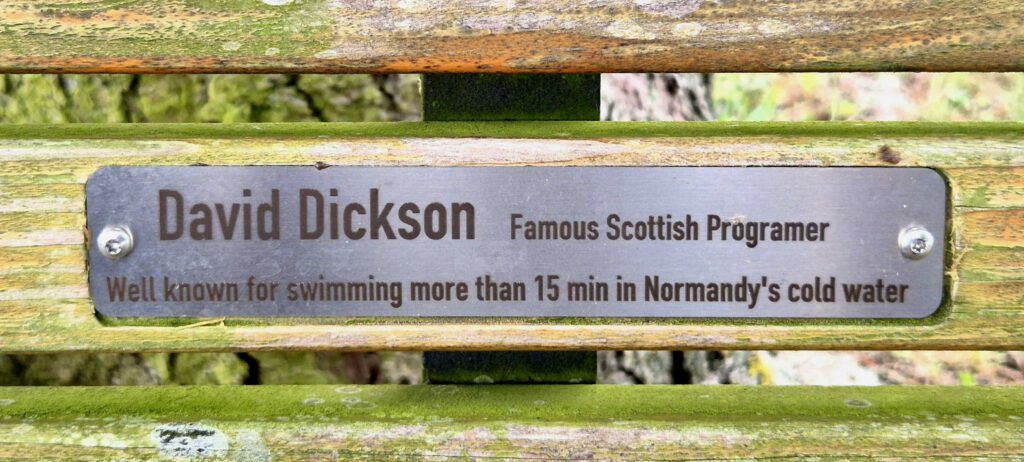 David Dickson Famous Scottish Programer
Well known for swimming more than 15 min in Normandy's cold water